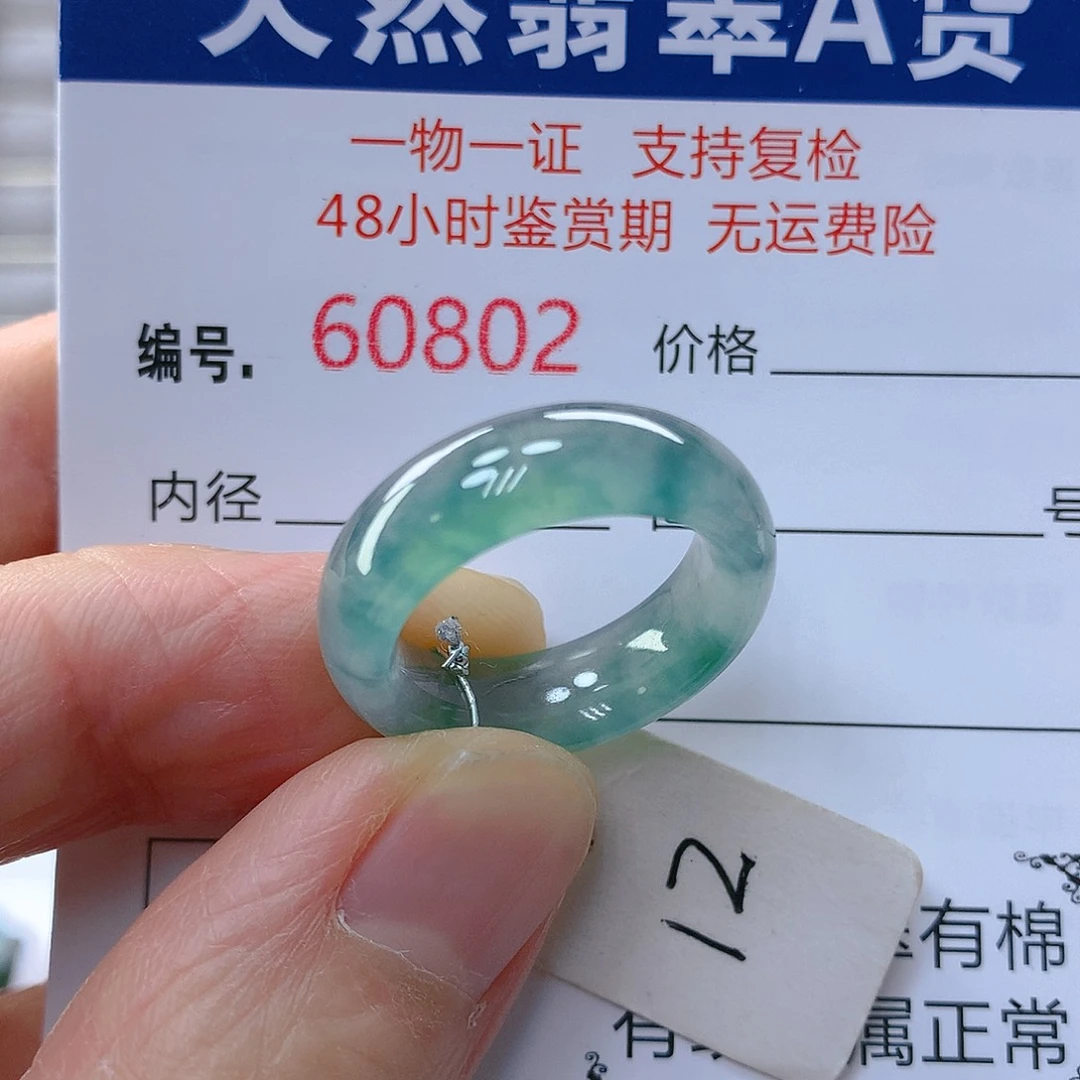 天然翡翠A货
一物一证 支持复检
48小时鉴赏期 无运费险
编号. 60802 价格
内径 号
12
有棉
有 属正常